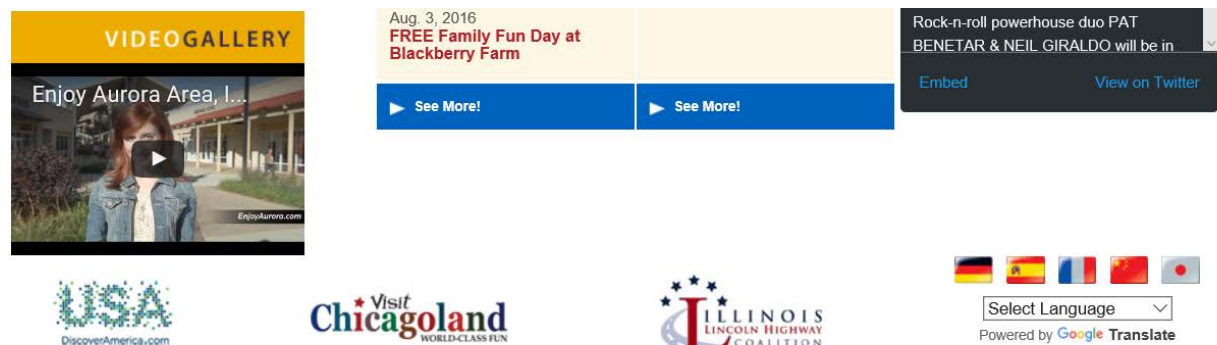 VIDEOGALLERY
Enjoy Aurora Area, I...
EnjoyAurora.com
Aug. 3, 2016
FREE Family Fun Day at
Blackberry Farm
See More!
See More!
Rock-n-roll powerhouse duo PAT
BENETAR & NEIL GIRALDO will be in
Embed
View on Twitter
USA
DiscoverAmerica.com
Visit
Chicagoland
WORLD-CLASS FUN
ILLINOIS
LINCOLN HIGHWAY
COALITION
Select Language
Powered by Google Translate